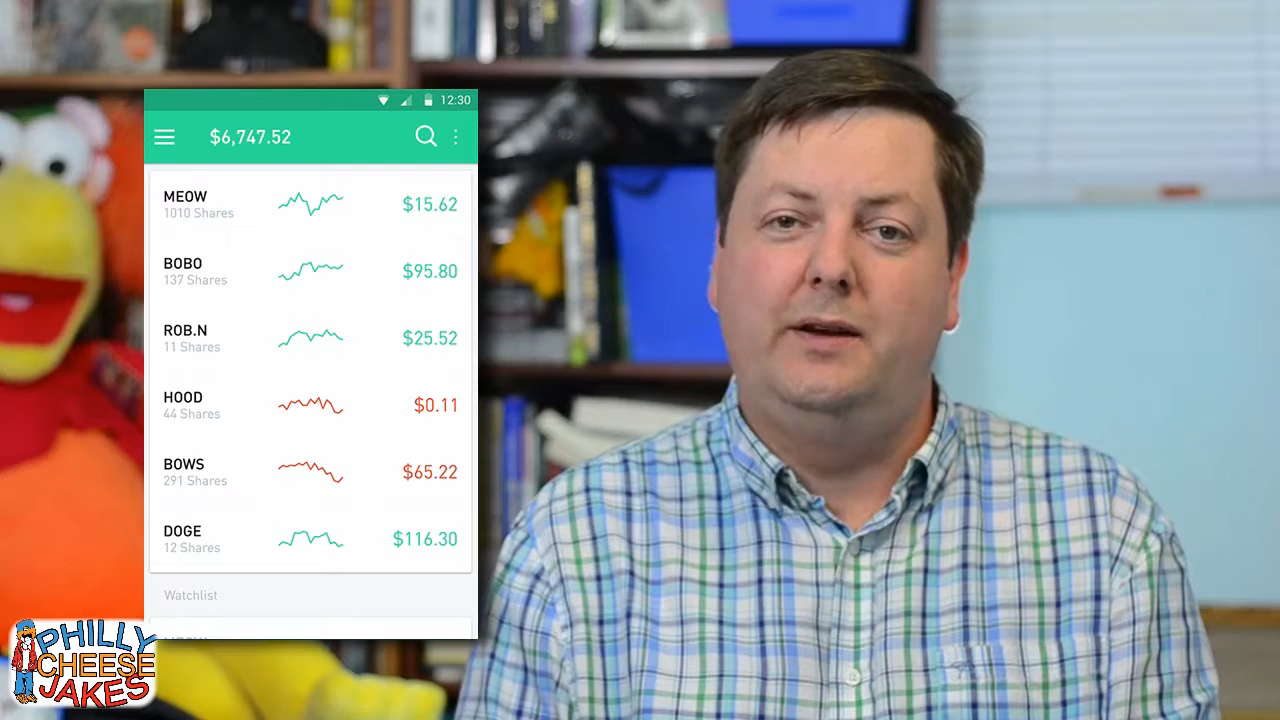 12:30
$6,747.52
MEOW
1010 Shares
$15.62
BOBO
137 Shares
$95.80
ROB.N
11 Shares
$25.52
HOOD
44 Shares
$0.11
BOWS
291 Shares
$65.22
DOGE
12 Shares
$116.30
Watchlist
PHILLY
CHEESE
JAKES